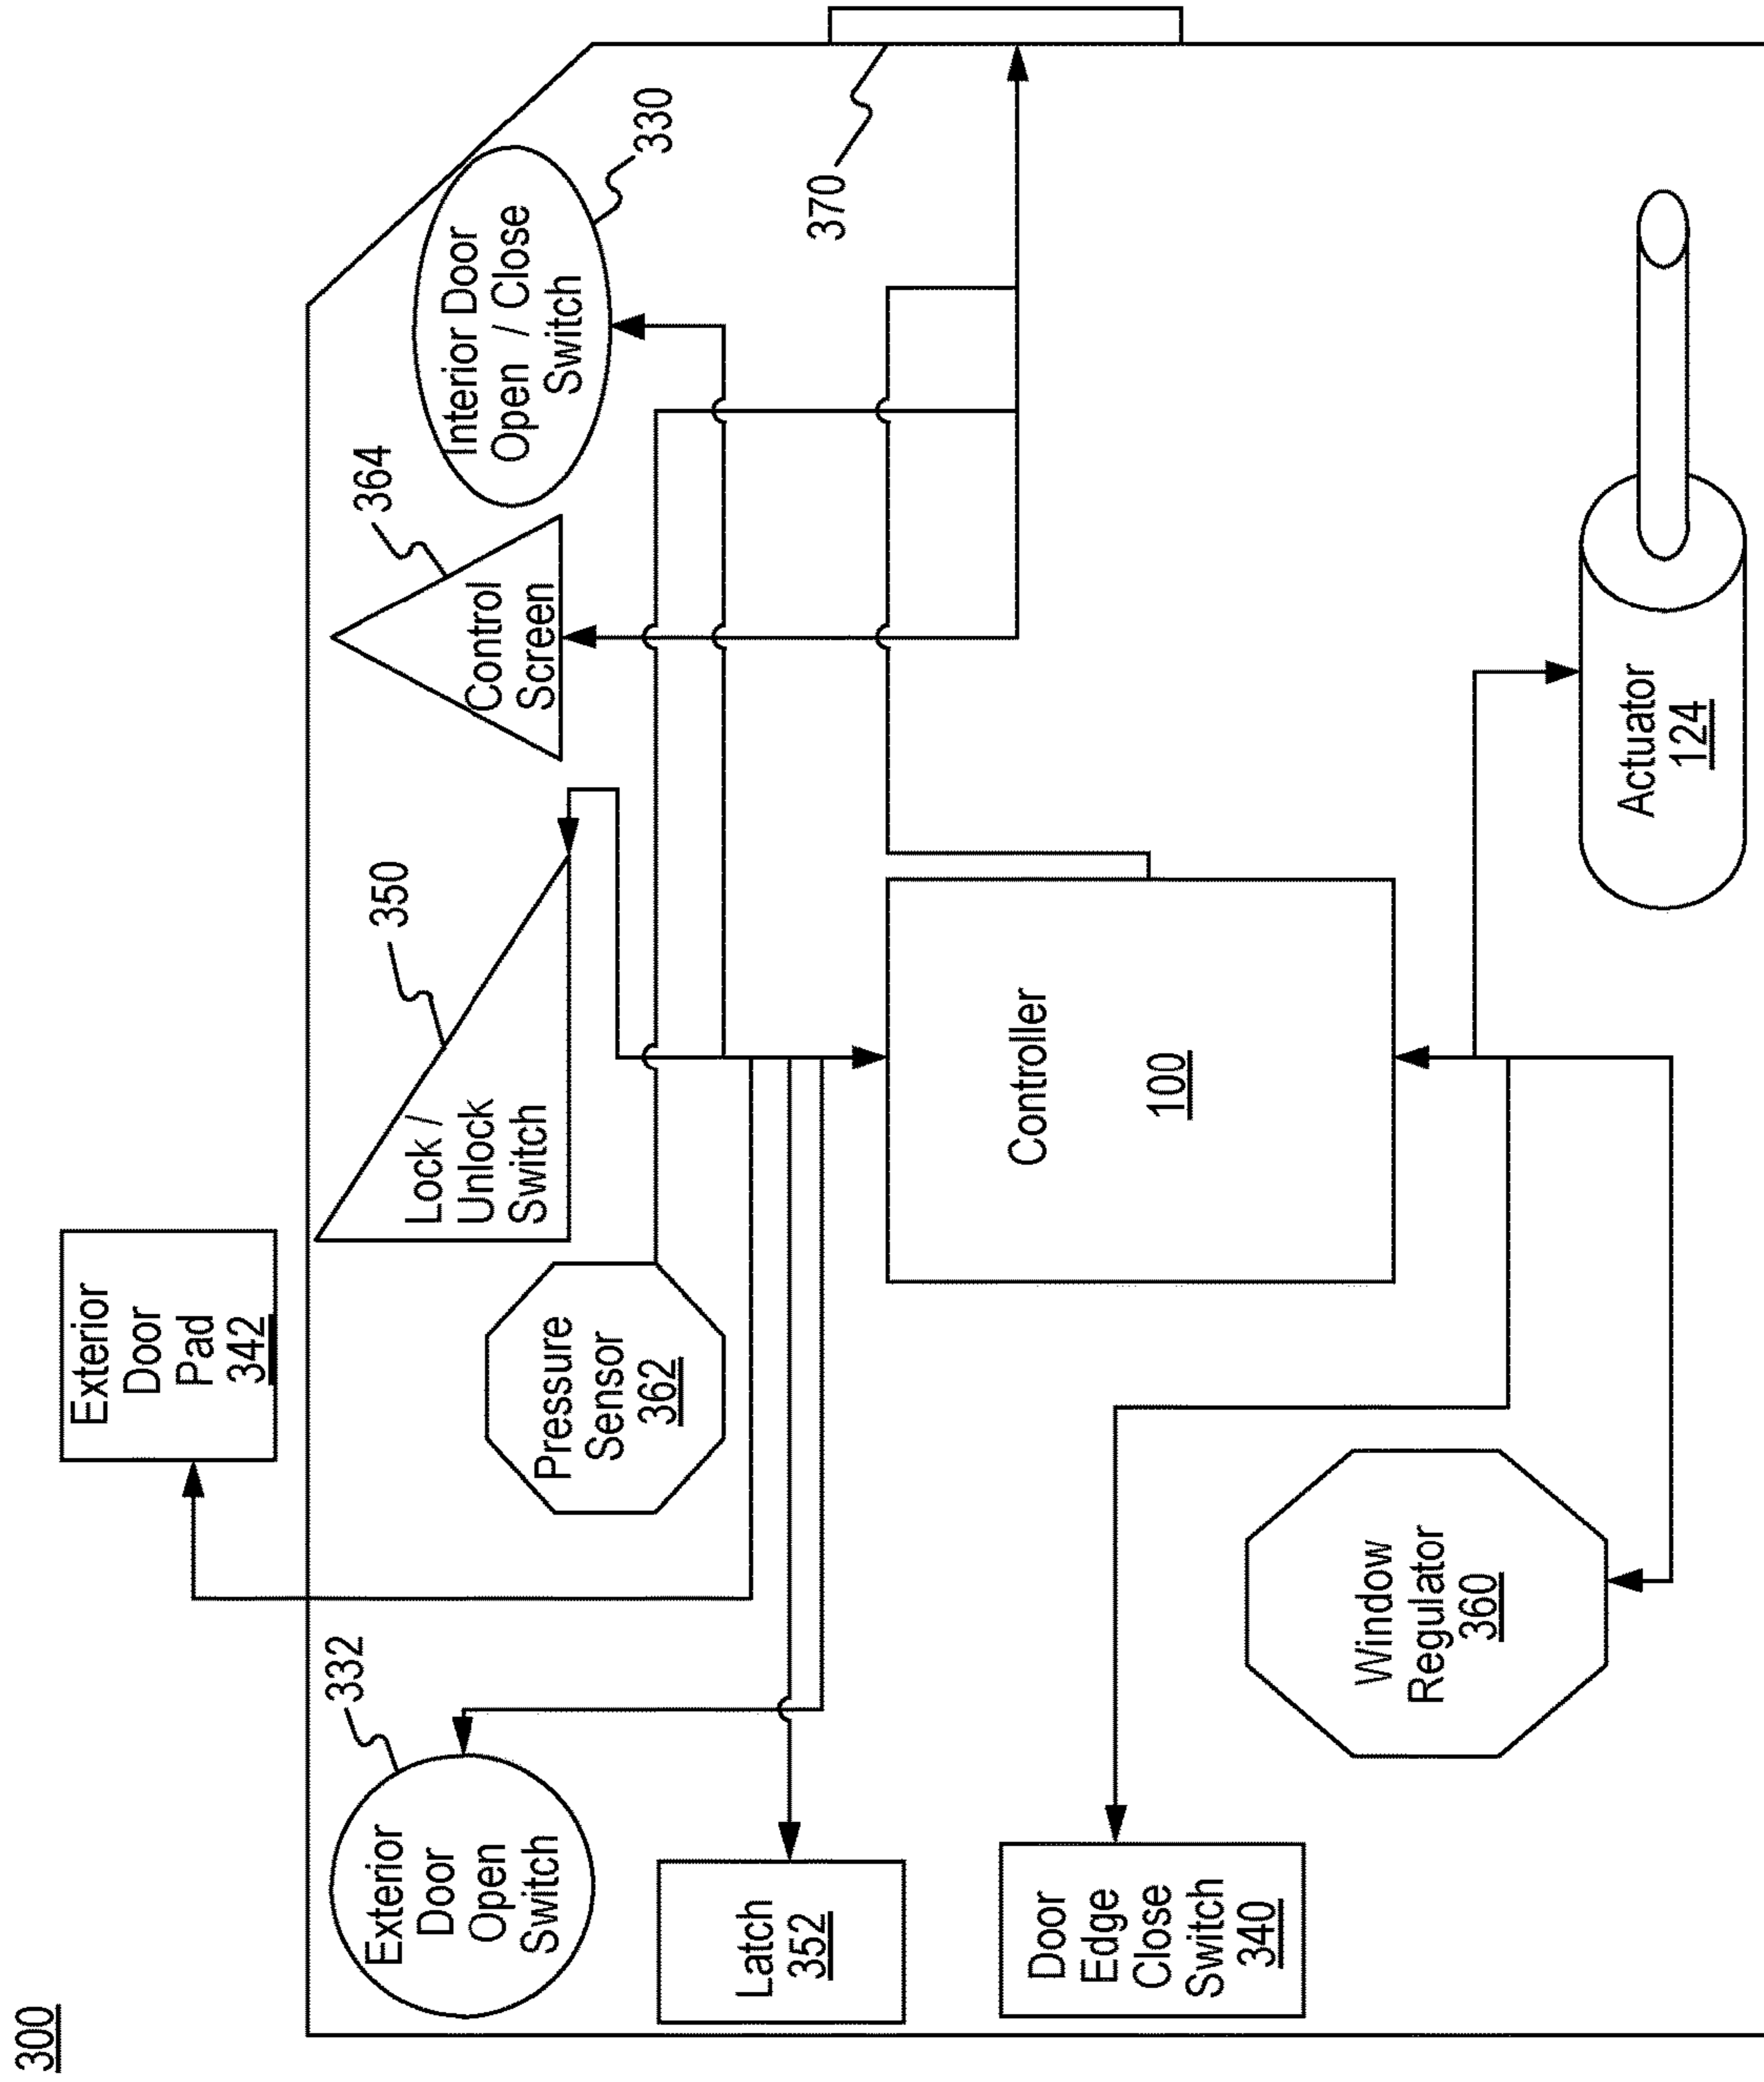 300
Exterior
Door
Pad
342
332
Exterior
Door
Open
Switch
350
Lock /
Unlock
Switch
364
Control
Screen
330
Interior Door
Open / Close
Switch
Pressure
Sensor
362
370
Latch
352
Controller
100
Door
Edge
Close
Switch
340
Window
Regulator
360
Actuator
124